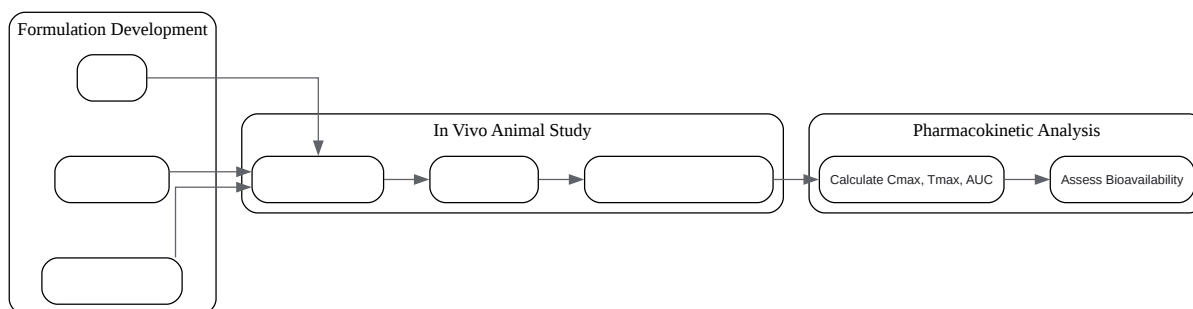 Formulation Development
In Vivo Animal Study
Pharmacokinetic Analysis
Calculate Cmax, Tmax, AUC
Assess Bioavailability